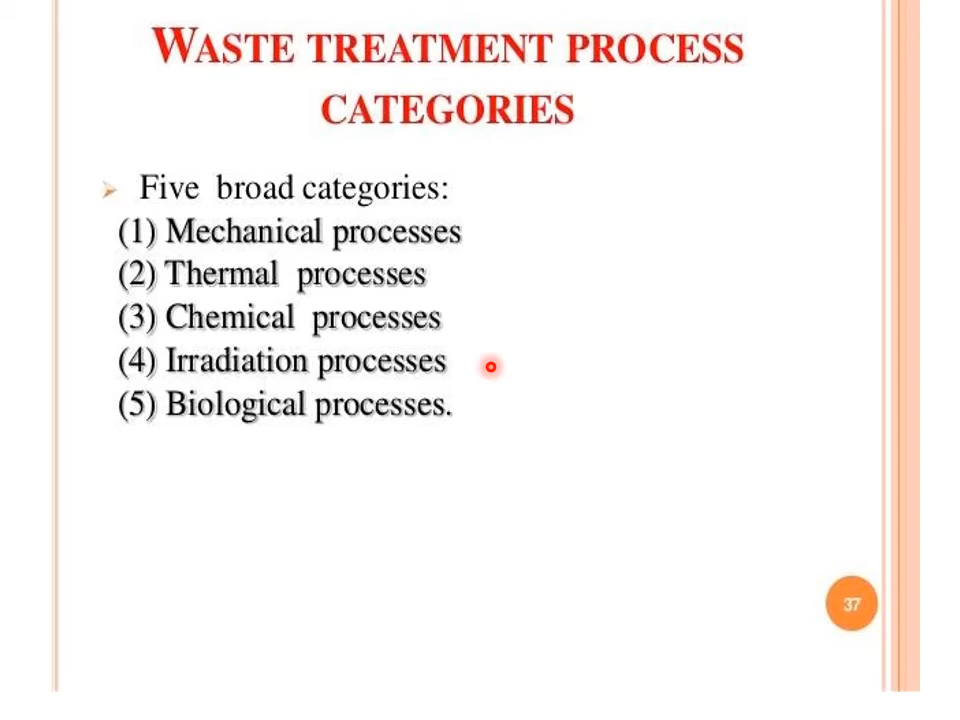 WASTE TREATMENT PROCESS
CATEGORIES
Five broad categories:
(1) Mechanical processes
(2) Thermal processes
(3) Chemical processes
(4) Irradiation processes
(5) Biological processes.
37